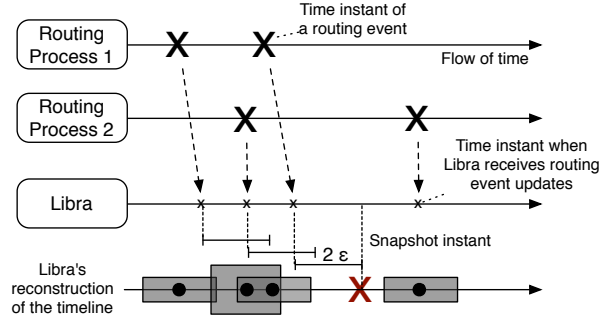 Routing
Process 1
Time instant of
a routing event
Flow of time
Routing
Process 2
Time instant when
Libra receives routing
event updates
Libra
Snapshot instant
2 ε
Libra's
reconstruction
of the timeline